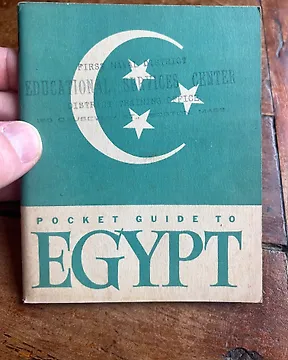 FIRST NAVAL DISTRICT
EDUCATIONAL SERVICES CENTER
DISTRICT TRAINING OFFICE
POCKET GUIDE TO
EGYPT